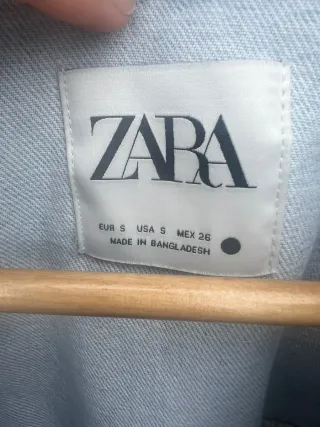 ZARA
EUR S USA S MEX 26
MADE IN BANGLADESH